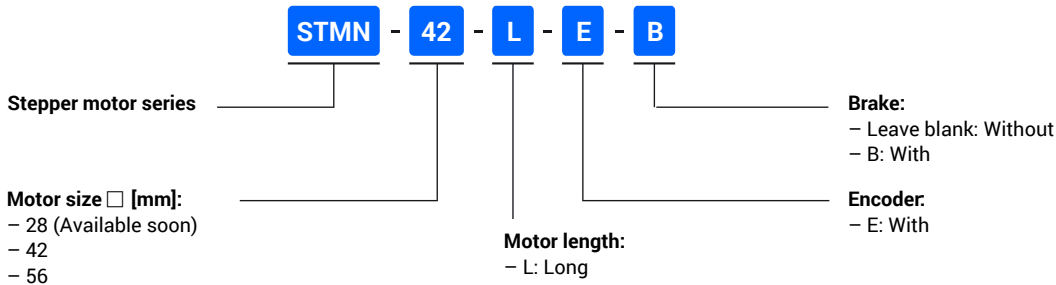 STMN - 42 - L - E - B
Stepper motor series
Brake:
– Leave blank: Without
– B: With
Motor size □ [mm]:
– 28 (Available soon)
– 42
– 56
Encoder:
– E: With
Motor length:
– L: Long